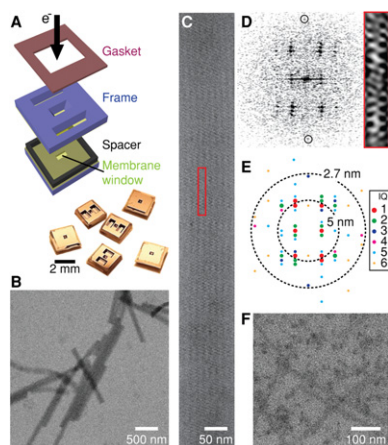 A
e-
Gasket
Frame
Spacer
Membrane
window
2 mm
B
500 nm
C
50 nm
D
E
2.7 nm
5 nm
IQ
1
2
3
4
5
6
F
100 nm